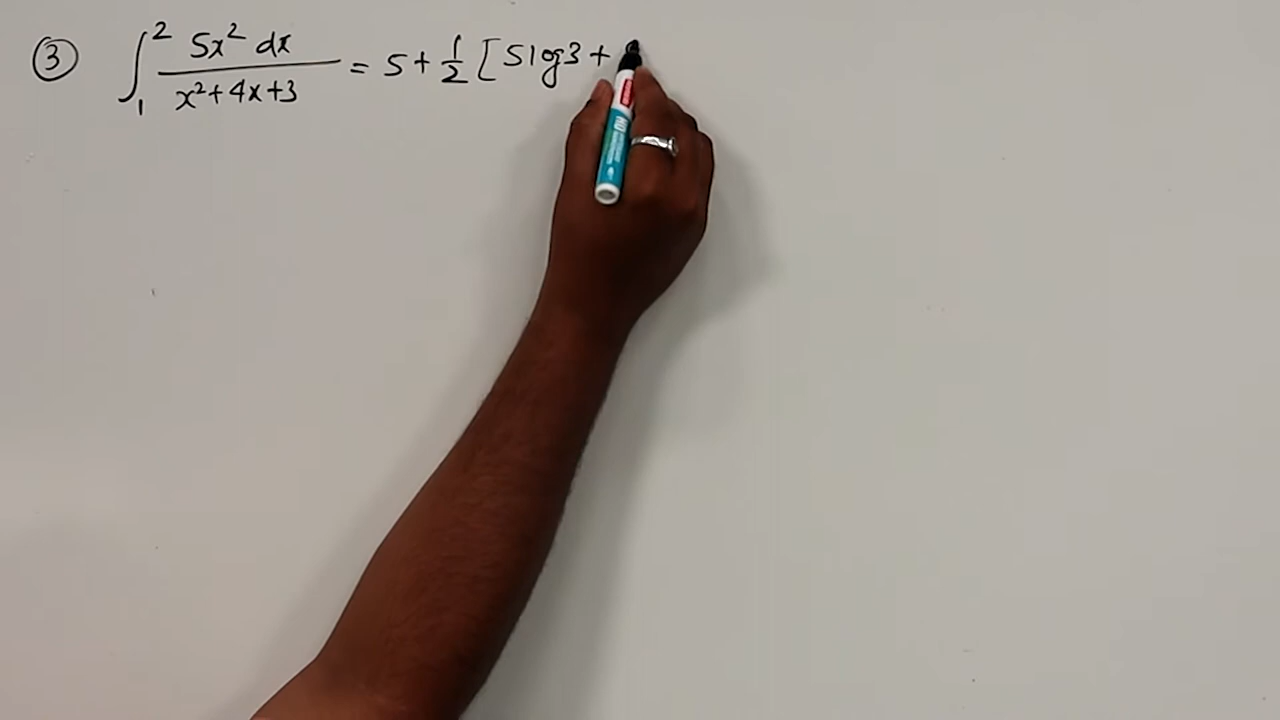 ③ ∫₁² 5x² dx / (x²+4x+3) = 5 + 1/2 [ 5 log 3 +